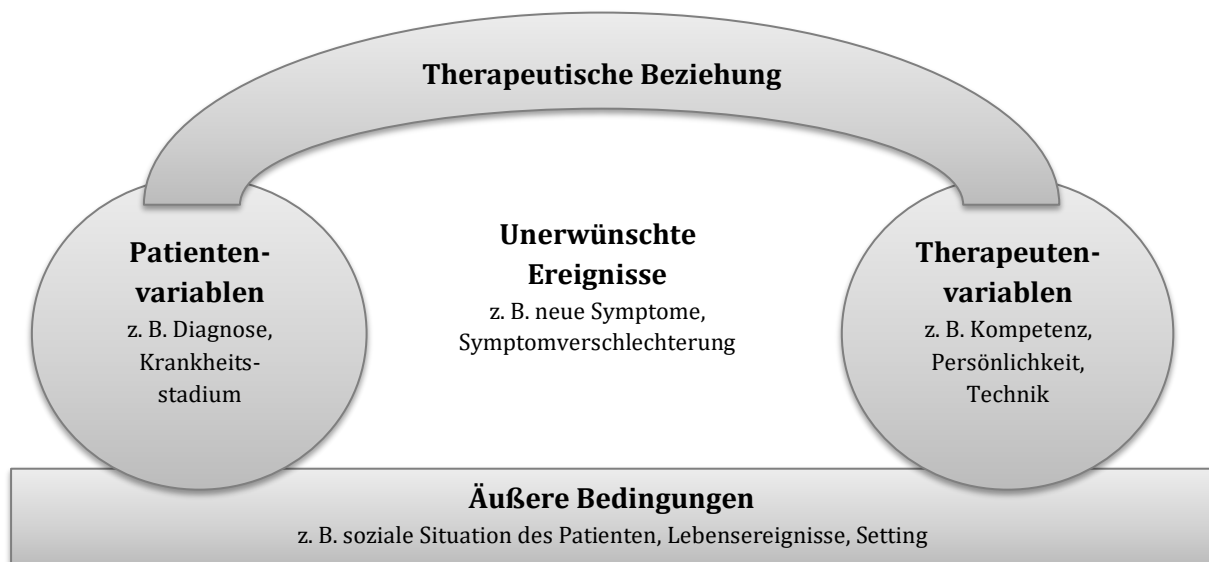 Therapeutische Beziehung
Patienten-
variablen
z. B. Diagnose,
Krankheits-
stadium
Unerwünschte
Ereignisse
z. B. neue Symptome,
Symptomverschlechterung
Therapeuten-
variablen
z. B. Kompetenz,
Persönlichkeit,
Technik
Äußere Bedingungen
z. B. soziale Situation des Patienten, Lebensereignisse, Setting